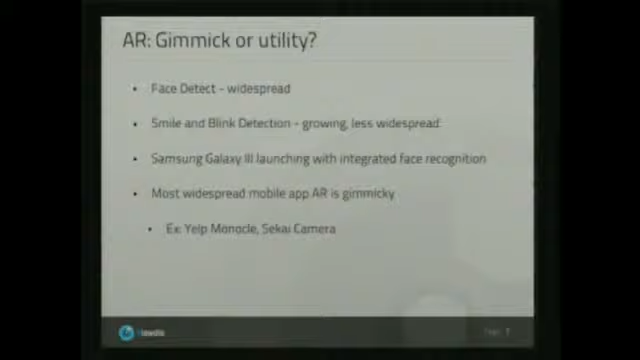 AR: Gimmick or utility?
Face Detect - widespread
Smile and Blink Detection - growing, less widespread
Samsung Galaxy III launching with integrated face recognition
Most widespread mobile app AR is gimmicky
Ex: Yelp Monocle, Sekai Camera